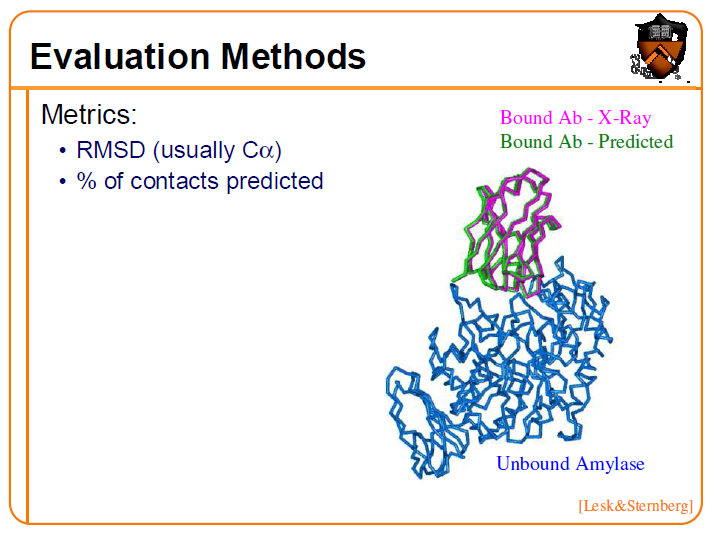 Evaluation Methods
Metrics:
• RMSD (usually Cα)
• % of contacts predicted
Bound Ab - X-Ray
Bound Ab - Predicted
Unbound Amylase
[Lesk&Sternberg]